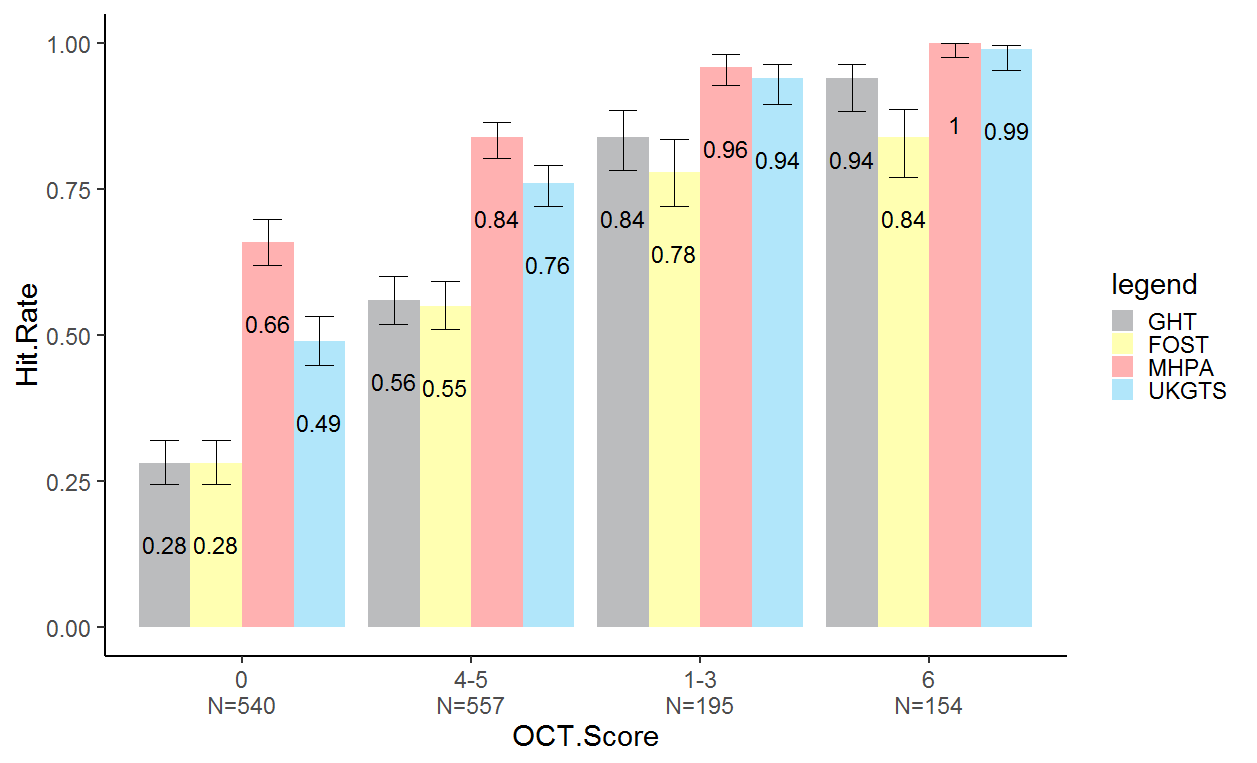 1.00
0.75
0.50
0.25
0.00
Hit.Rate
0.28
0.28
0.66
0.49
0.56
0.55
0.84
0.76
0.84
0.78
0.96
0.94
0.94
0.84
1
0.99
0
N=540
4-5
N=557
1-3
N=195
6
N=154
OCT.Score
legend
GHT
FOST
MHPA
UKGTS